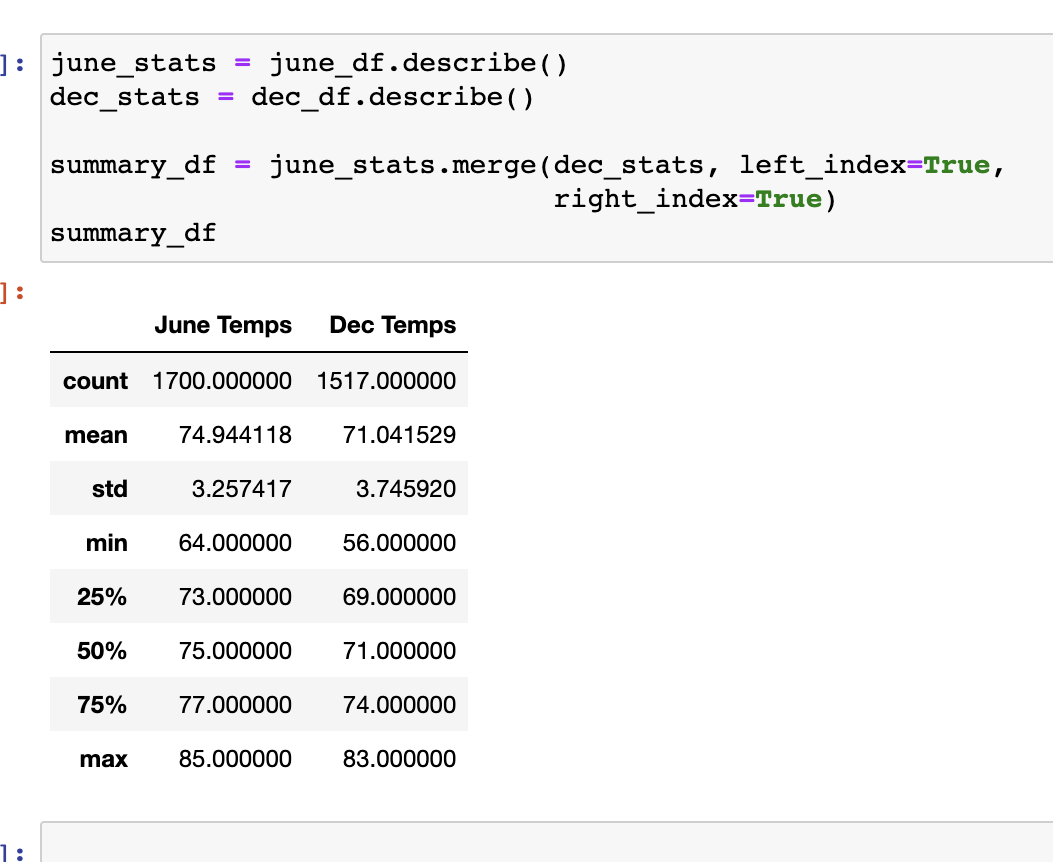 ]: june_stats = june_df.describe()
dec_stats = dec_df.describe()
summary_df = june_stats.merge(dec_stats, left_index=True,
right_index=True)
summary_df
]:
June Temps Dec Temps
count 1700.000000 1517.000000
mean 74.944118 71.041529
std 3.257417 3.745920
min 64.000000 56.000000
25% 73.000000 69.000000
50% 75.000000 71.000000
75% 77.000000 74.000000
max 85.000000 83.000000
]: